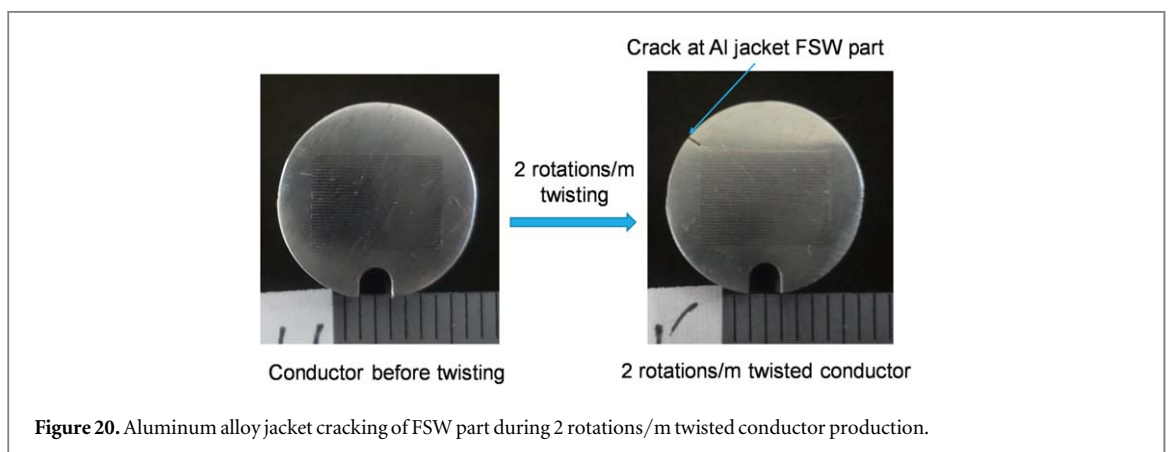 Crack at Al jacket FSW part
2 rotations/m
twisting
Conductor before twisting
2 rotations/m twisted conductor
Figure 20. Aluminum alloy jacket cracking of FSW part during 2 rotations/m twisted conductor production.